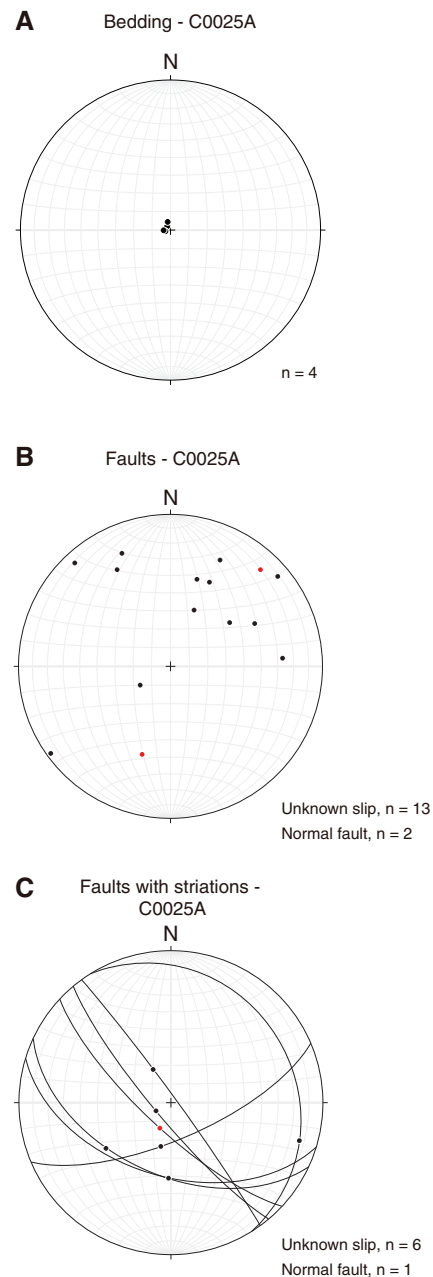 A
Bedding - C0025A
N
n = 4
B
Faults - C0025A
N
Unknown slip, n = 13
Normal fault, n = 2
C
Faults with striations -
C0025A
N
Unknown slip, n = 6
Normal fault, n = 1